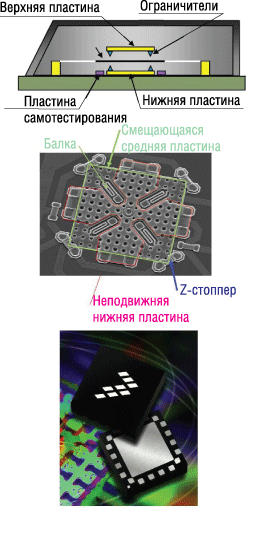 Верхняя пластина
Ограничители
Пластина
самотестирования
Нижняя пластина
Смещающаяся
средняя пластина
Балка
Z-стоппер
Неподвижная
нижняя пластина